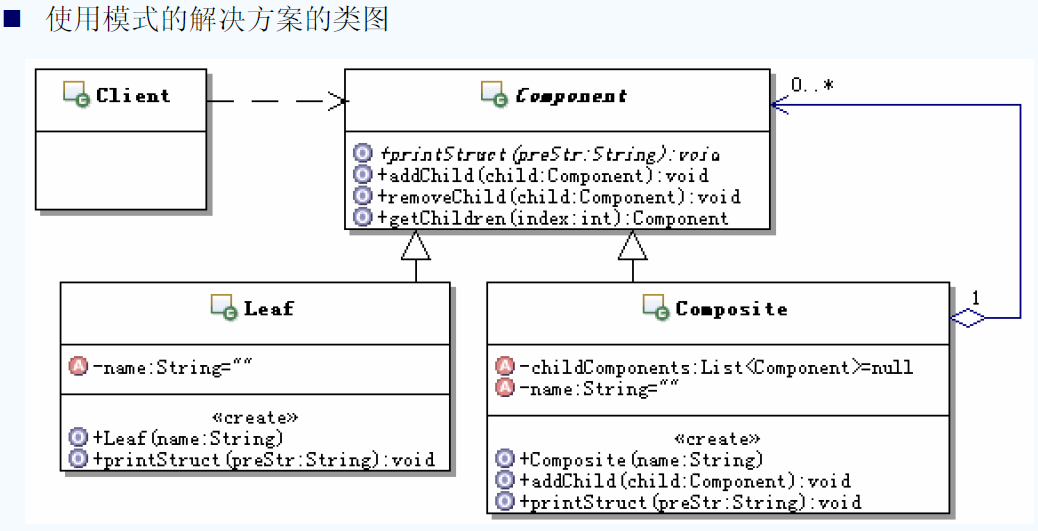 使用模式的解决方案的类图
Client
Component
0..*
+printStruct(preStr:String):void
+addChild(child:Component):void
+removeChild(child:Component):void
+getChildren(index:int):Component
Leaf
-name:String=""
«create»
+Leaf(name:String)
+printStruct(preStr:String):void
Composite
1
-childComponents:List<Component>=null
-name:String=""
«create»
+Composite(name:String)
+addChild(child:Component):void
+printStruct(preStr:String):void